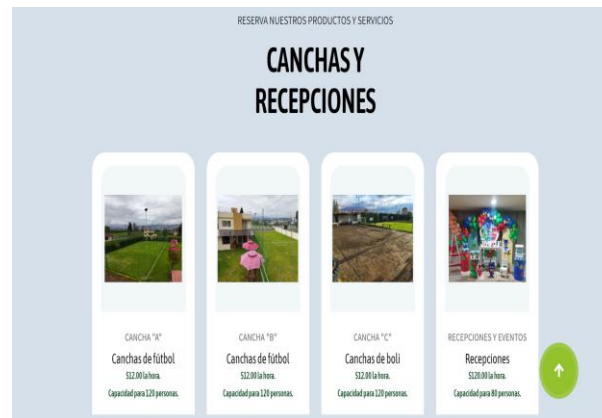 RESERVA NUESTROS PRODUCTOS Y SERVICIOS
CANCHAS Y
RECEPCIONES
CANCHA "A"
Canchas de fútbol
$12.00 la hora.
Capacidad para 120 personas.
CANCHA "B"
Canchas de fútbol
$12.00 la hora.
Capacidad para 120 personas.
CANCHA "C"
Canchas de boli
$12.00 la hora.
Capacidad para 120 personas.
RECEPCIONES Y EVENTOS
Recepciones
$120.00 la hora.
Capacidad para 80 personas.